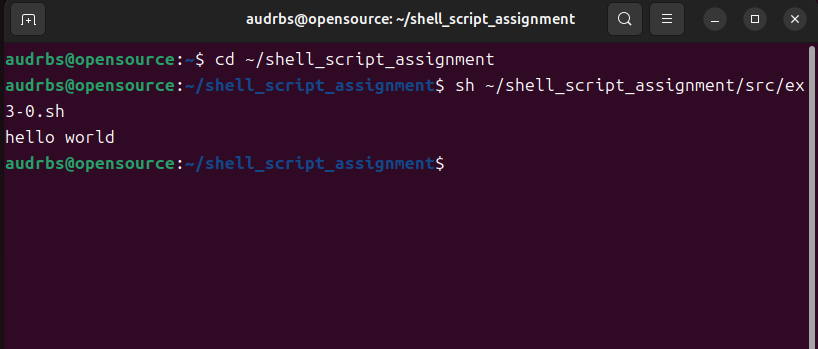 audrbs@opensource: ~/shell_script_assignment
audrbs@opensource:~$ cd ~/shell_script_assignment
audrbs@opensource:~/shell_script_assignment$ sh ~/shell_script_assignment/src/ex
3-0.sh
hello world
audrbs@opensource:~/shell_script_assignment$